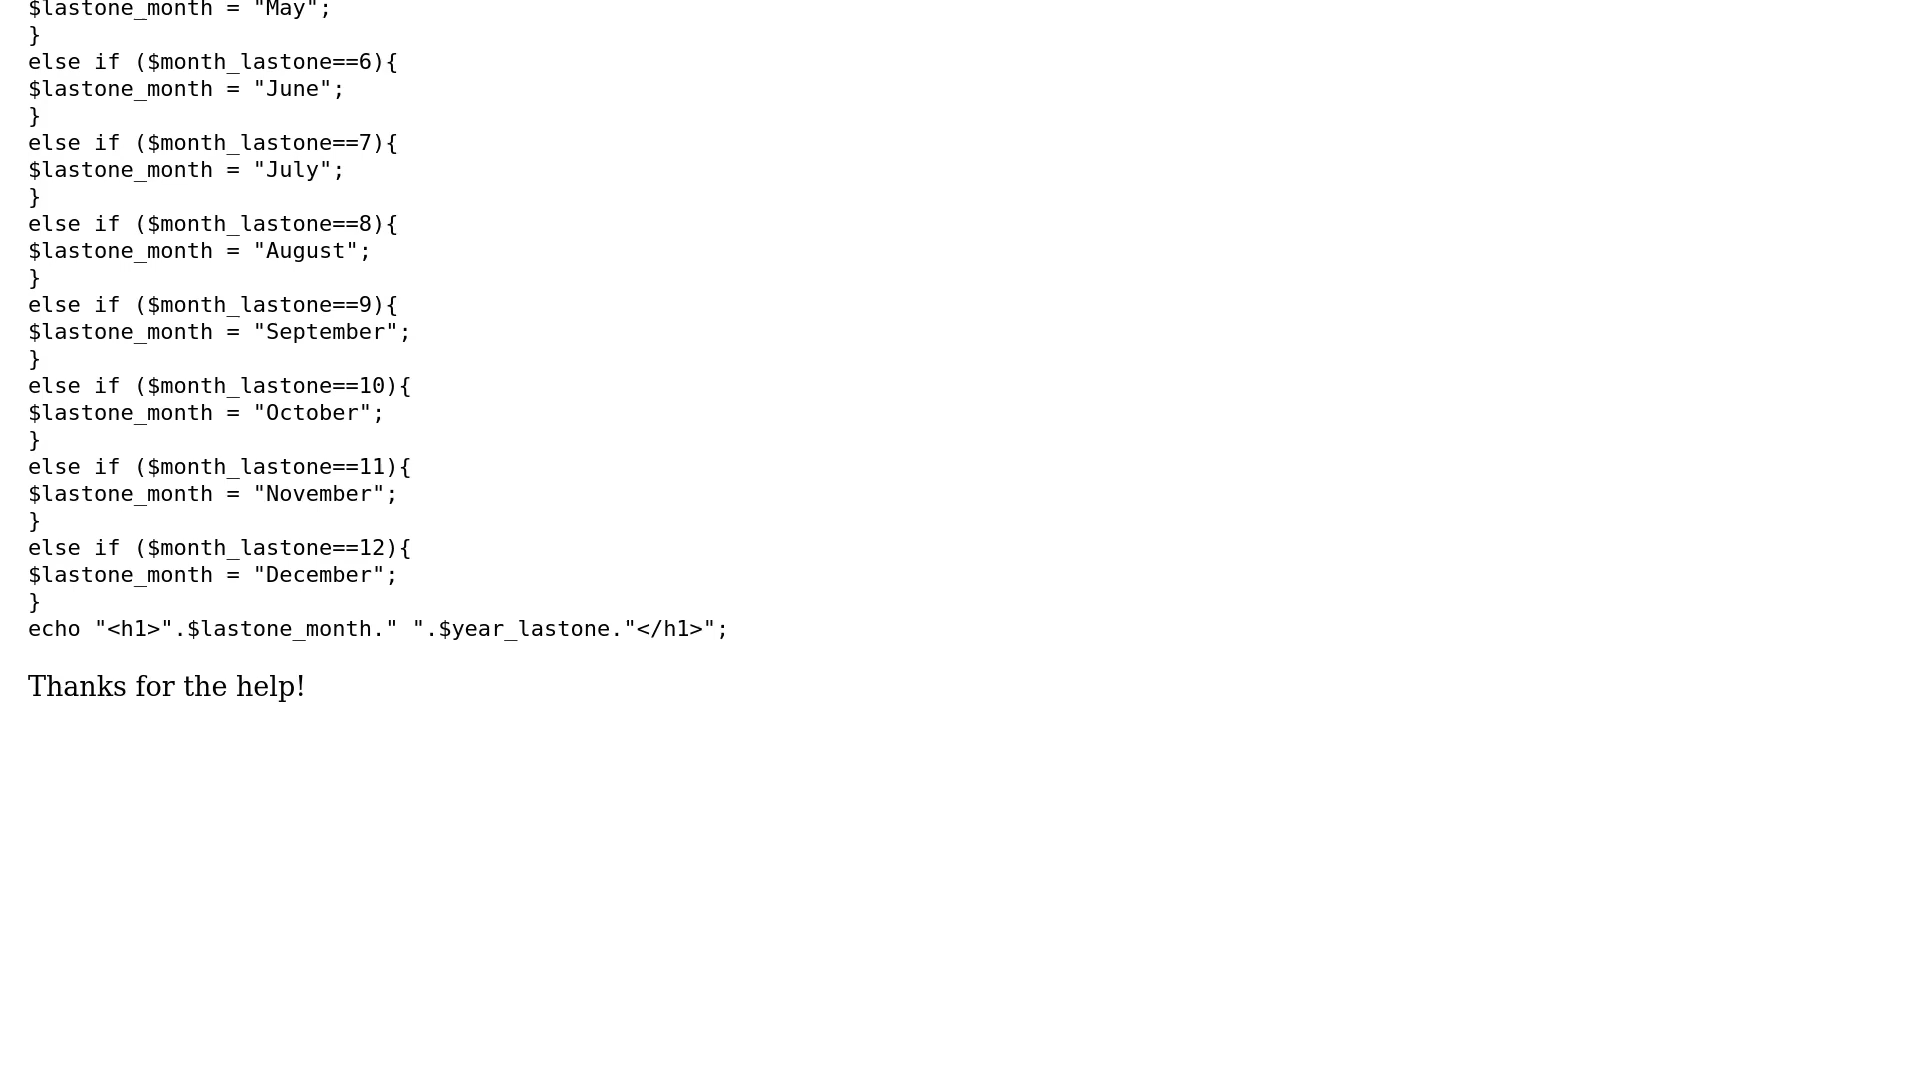 $lastone_month = "May";
}
else if ($month_lastone==6){
$lastone_month = "June";
}
else if ($month_lastone==7){
$lastone_month = "July";
}
else if ($month_lastone==8){
$lastone_month = "August";
}
else if ($month_lastone==9){
$lastone_month = "September";
}
else if ($month_lastone==10){
$lastone_month = "October";
}
else if ($month_lastone==11){
$lastone_month = "November";
}
else if ($month_lastone==12){
$lastone_month = "December";
}
echo "<h1>".$lastone_month." ".$year_lastone."</h1>";
Thanks for the help!